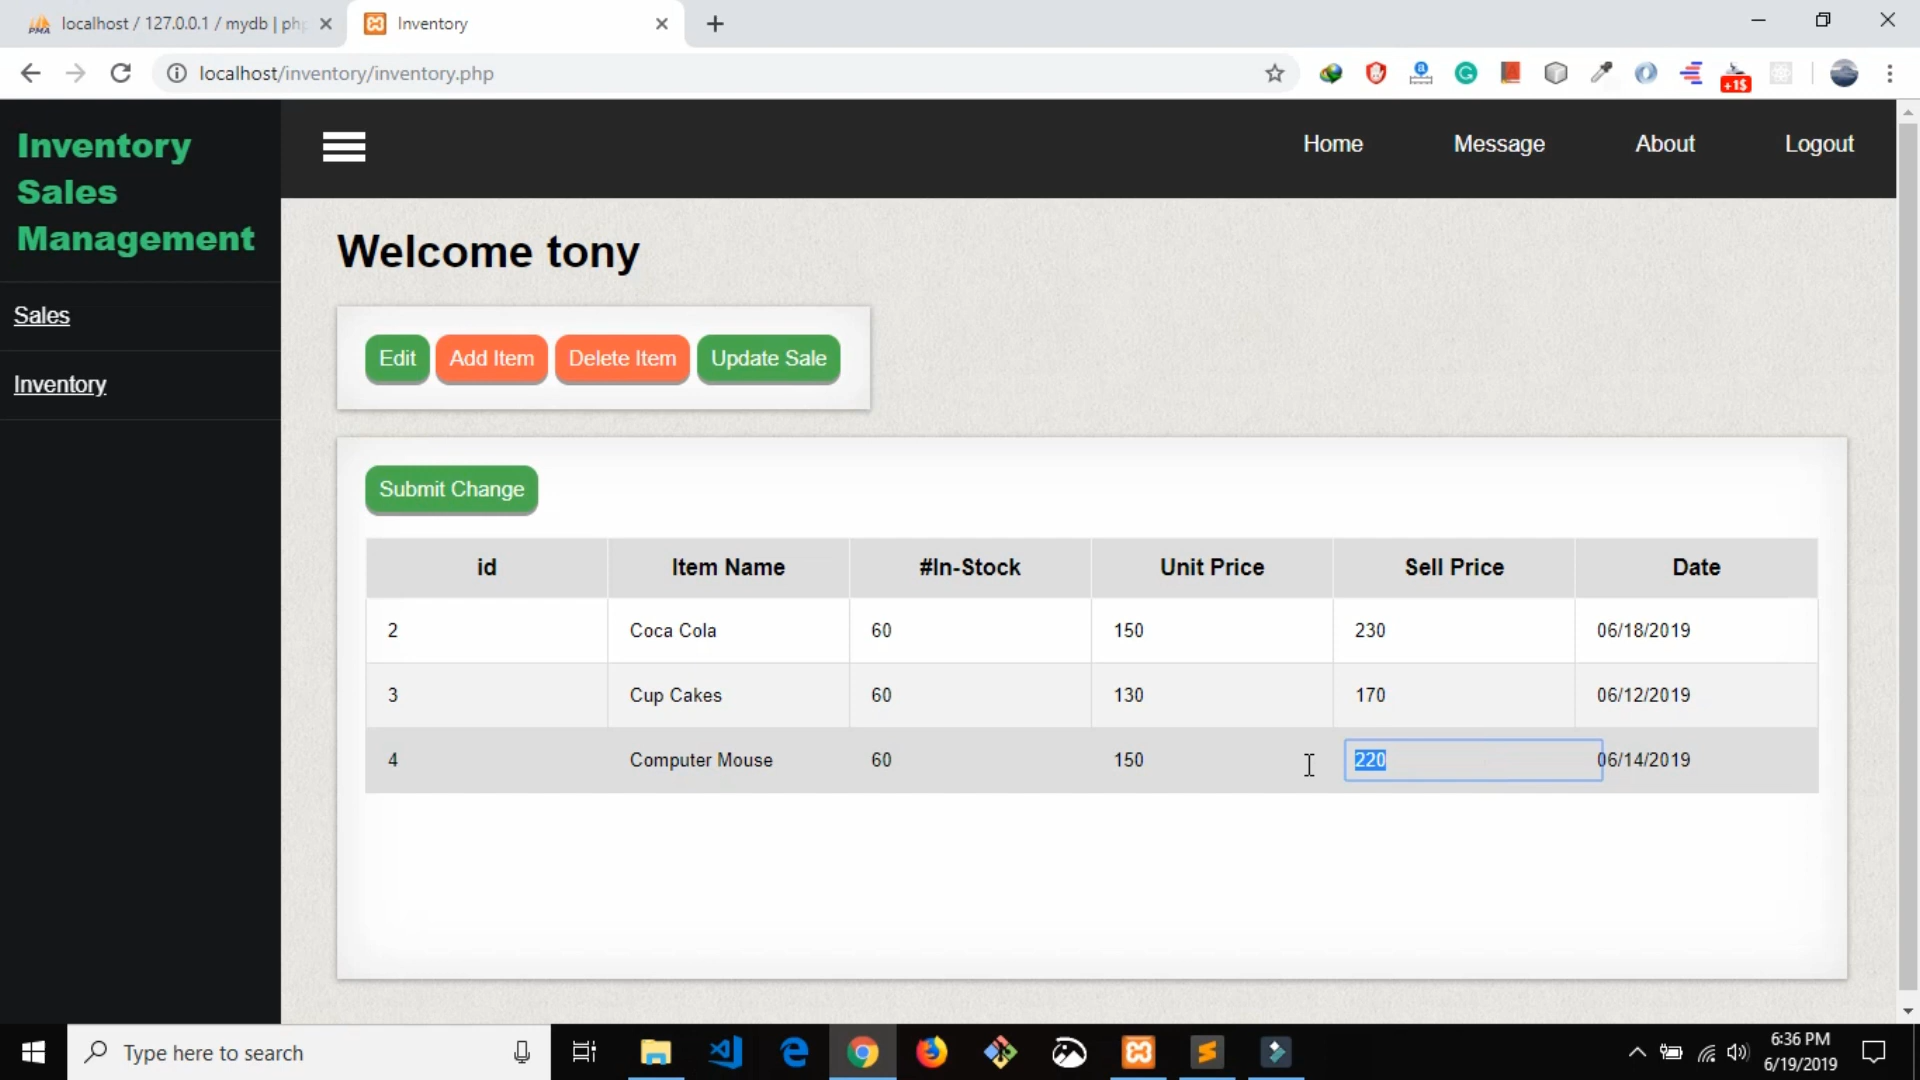 localhost / 127.0.0.1 / mydb | php
Inventory
localhost/inventory/inventory.php
+1$
Inventory
Sales
Management
Home
Message
About
Logout
Welcome tony
Sales
Inventory
Edit
Add Item
Delete Item
Update Sale
Submit Change
id Item Name #In-Stock Unit Price Sell Price Date
2 Coca Cola 60 150 230 06/18/2019
3 Cup Cakes 60 130 170 06/12/2019
4 Computer Mouse 60 150 220 06/14/2019
Type here to search
6:36 PM
6/19/2019